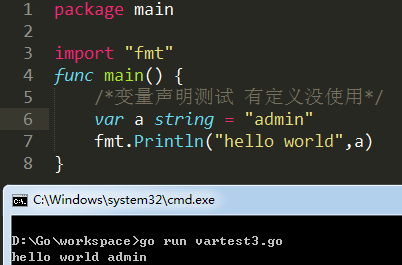 1 package main
2
3 import "fmt"
4 func main() {
5 /*变量声明测试 有定义没使用*/
6 var a string = "admin"
7 fmt.Println("hello world",a)
8 }
C:\Windows\system32\cmd.exe
D:\Go\workspace>go run vartest3.go
hello world admin